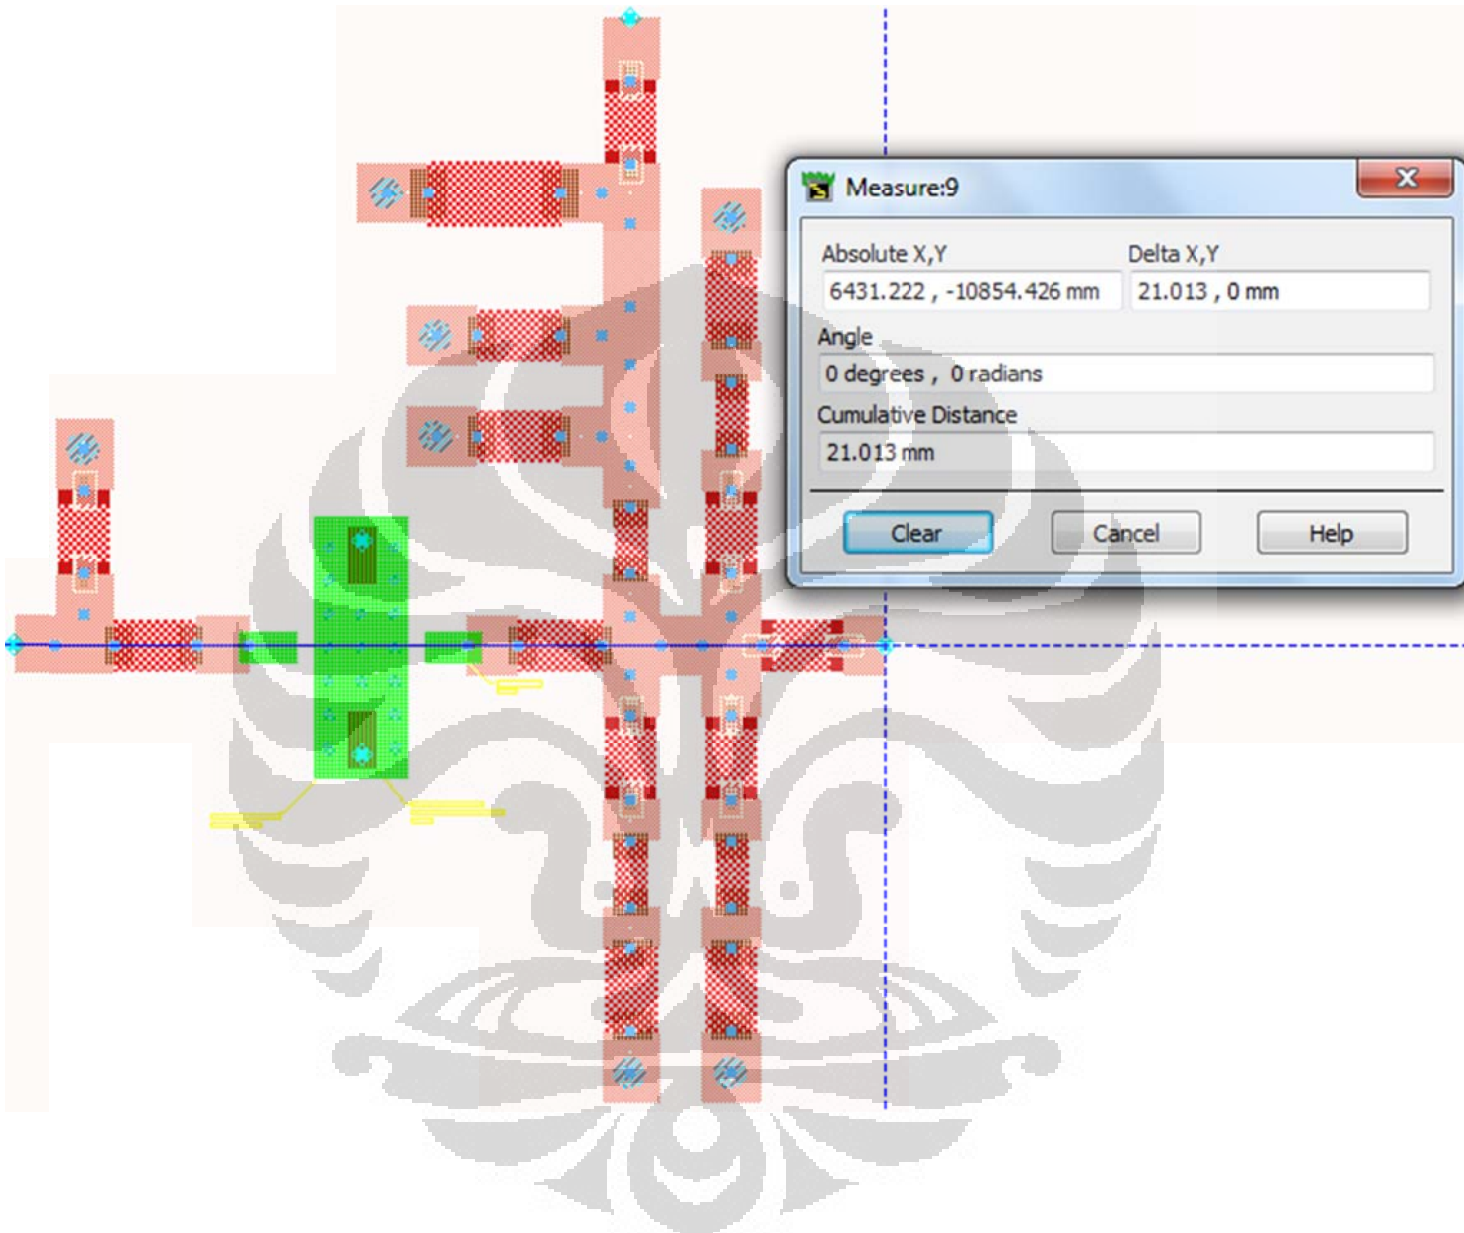 Measure:9
Absolute X,Y
Delta X,Y
6431.222 , -10854.426 mm
21.013 , 0 mm
Angle
0 degrees , 0 radians
Cumulative Distance
21.013 mm
Clear
Cancel
Help